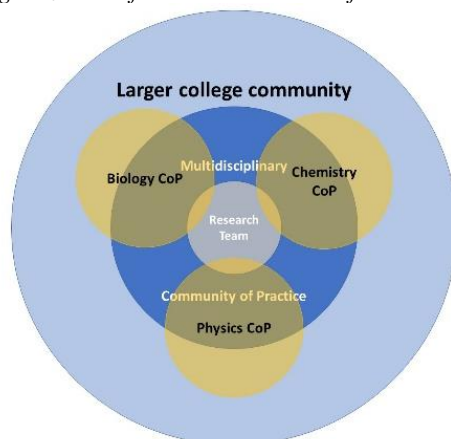 Larger college community
Multidisciplinary
Biology CoP
Chemistry
CoP
Research
Team
Community of Practice
Physics CoP